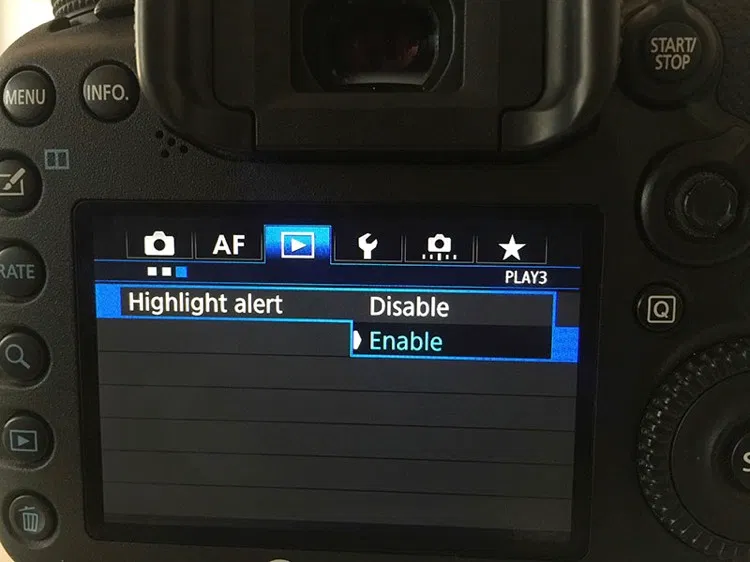 START/
STOP
MENU
INFO.
AF
RATE
PLAY3
Highlight alert
Disable
Enable
Q